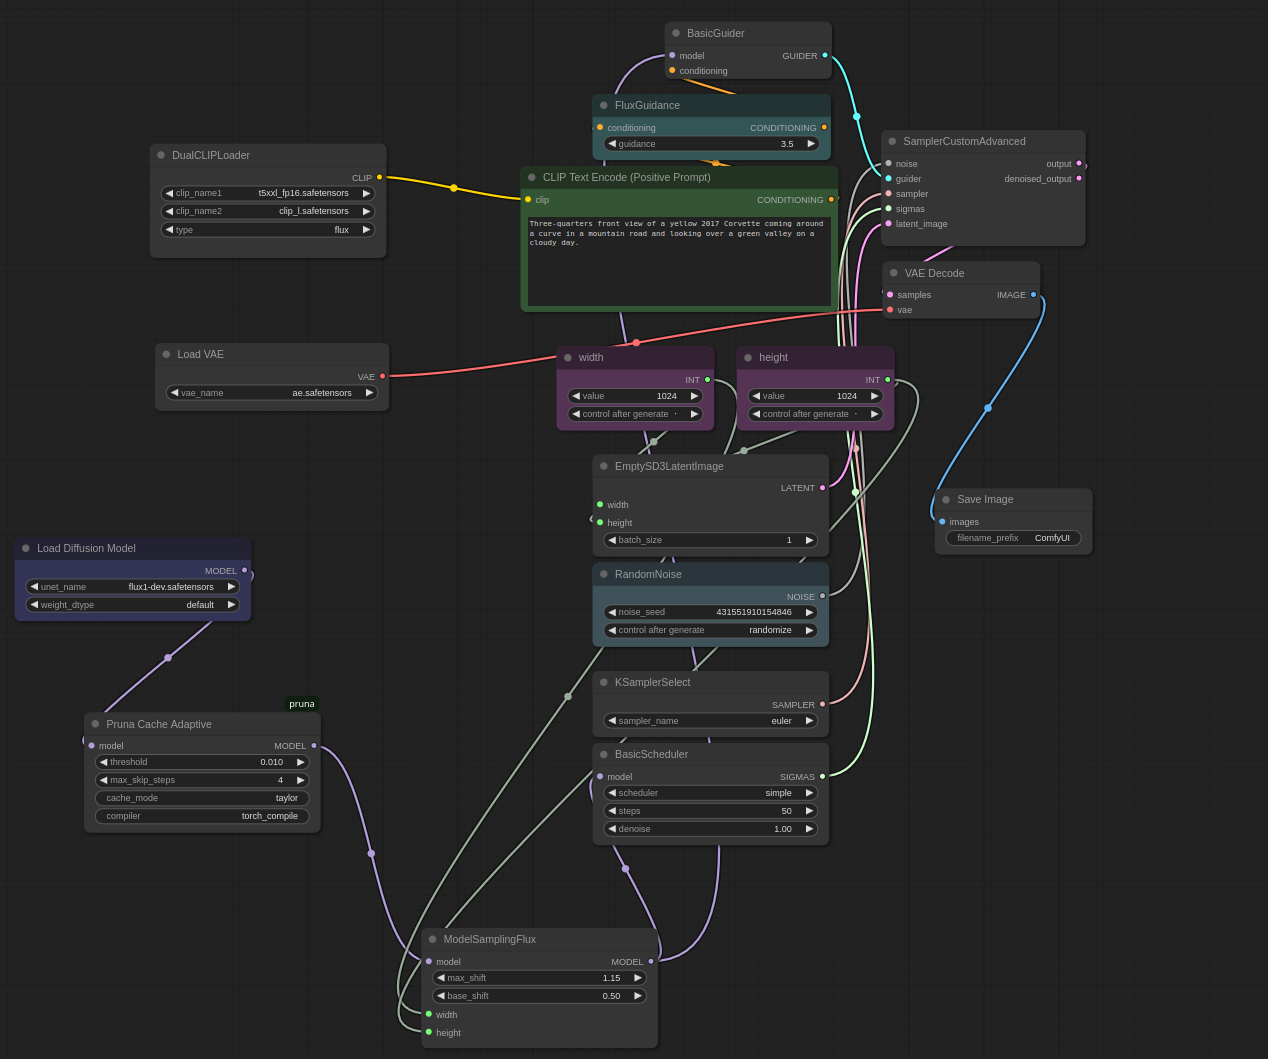 BasicGuider
model GUIDER
conditioning
FluxGuidance
conditioning CONDITIONING
guidance 3.5
SamplerCustomAdvanced
noise output
guider denoised_output
sampler
sigmas
latent_image
DualCLIPLoader
CLIP
clip_name1 t5xxl_fp16.safetensors
clip_name2 clip_l.safetensors
type flux
CLIP Text Encode (Positive Prompt)
clip CONDITIONING
Three-quarters front view of a yellow 2017 Corvette coming around
a curve in a mountain road and looking over a green valley on a
cloudy day.
VAE Decode
samples IMAGE
vae
Load VAE
VAE
vae_name ae.safetensors
width
INT
value 1024
control after generate
height
INT
value 1024
control after generate
EmptySD3LatentImage
LATENT
width
height
batch_size 1
Save Image
images
filename_prefix ComfyUI
Load Diffusion Model
MODEL
unet_name flux1-dev.safetensors
weight_dtype default
RandomNoise
NOISE
noise_seed 431551910154846
control after generate randomize
KSamplerSelect
SAMPLER
sampler_name euler
pruna
Pruna Cache Adaptive
model MODEL
threshold 0.010
max_skip_steps 4
cache_mode taylor
compiler torch_compile
BasicScheduler
model SIGMAS
scheduler simple
steps 50
denoise 1.00
ModelSamplingFlux
model MODEL
max_shift 1.15
base_shift 0.50
width
height